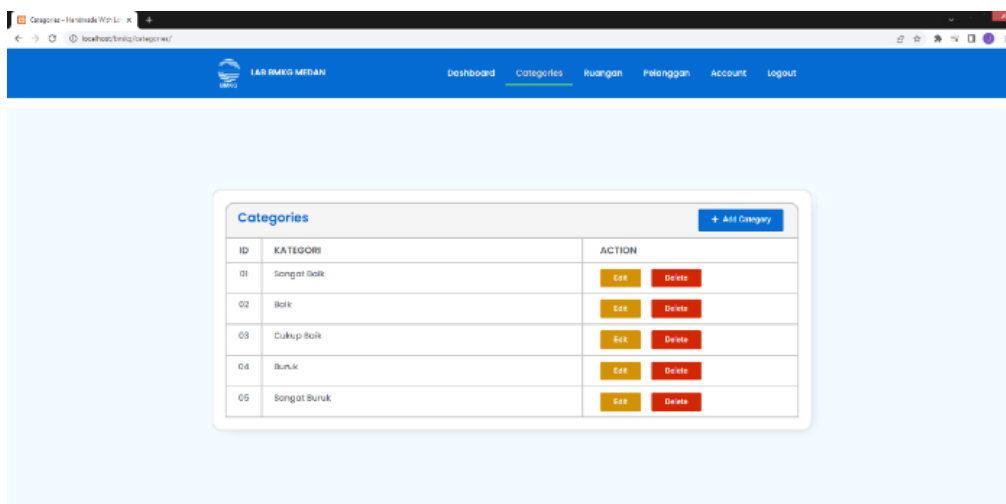 Categories – Handmade With Lo
localhost/bmkg/categories/
BMKG
LAB BMKG MEDAN
Dashboard Categories Ruangan Pelanggan Account Logout
Categories
+ Add Category
ID KATEGORI ACTION
01 Sangat Baik Edit Delete
02 Baik Edit Delete
03 Cukup Baik Edit Delete
04 Buruk Edit Delete
05 Sangat Buruk Edit Delete